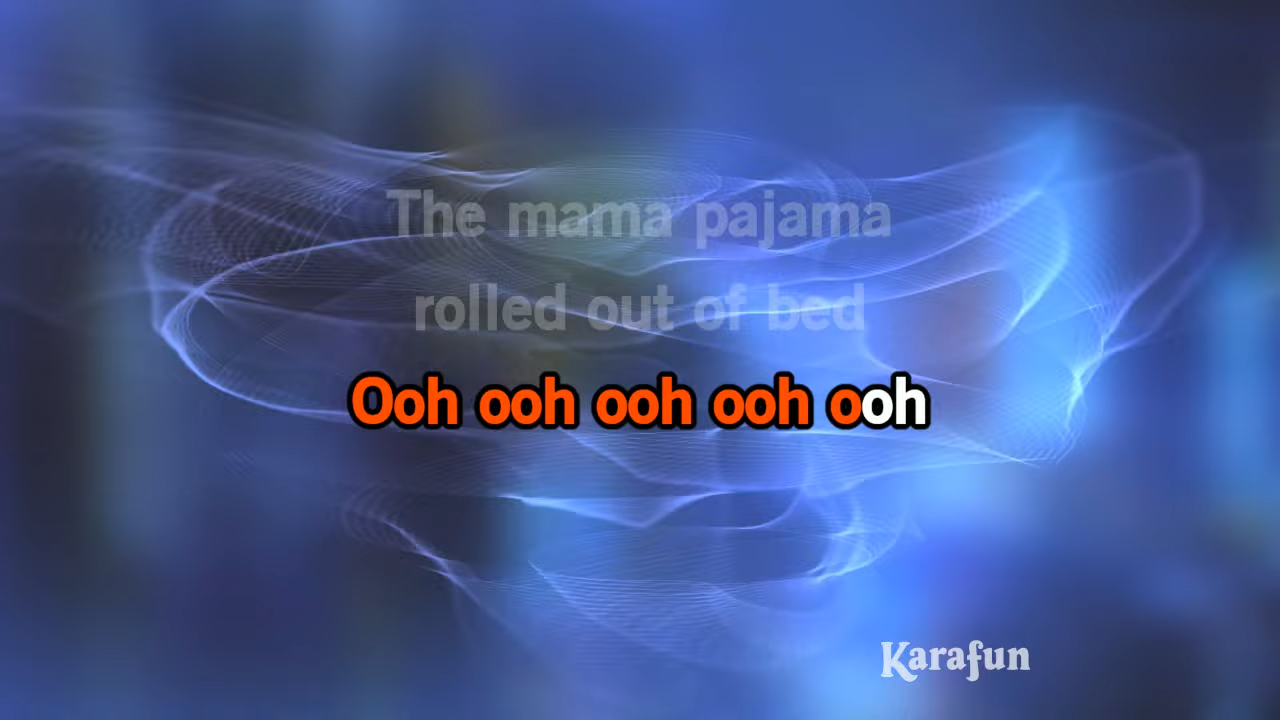 The mama pajama
rolled out of bed
Ooh ooh ooh ooh ooh
Karafun